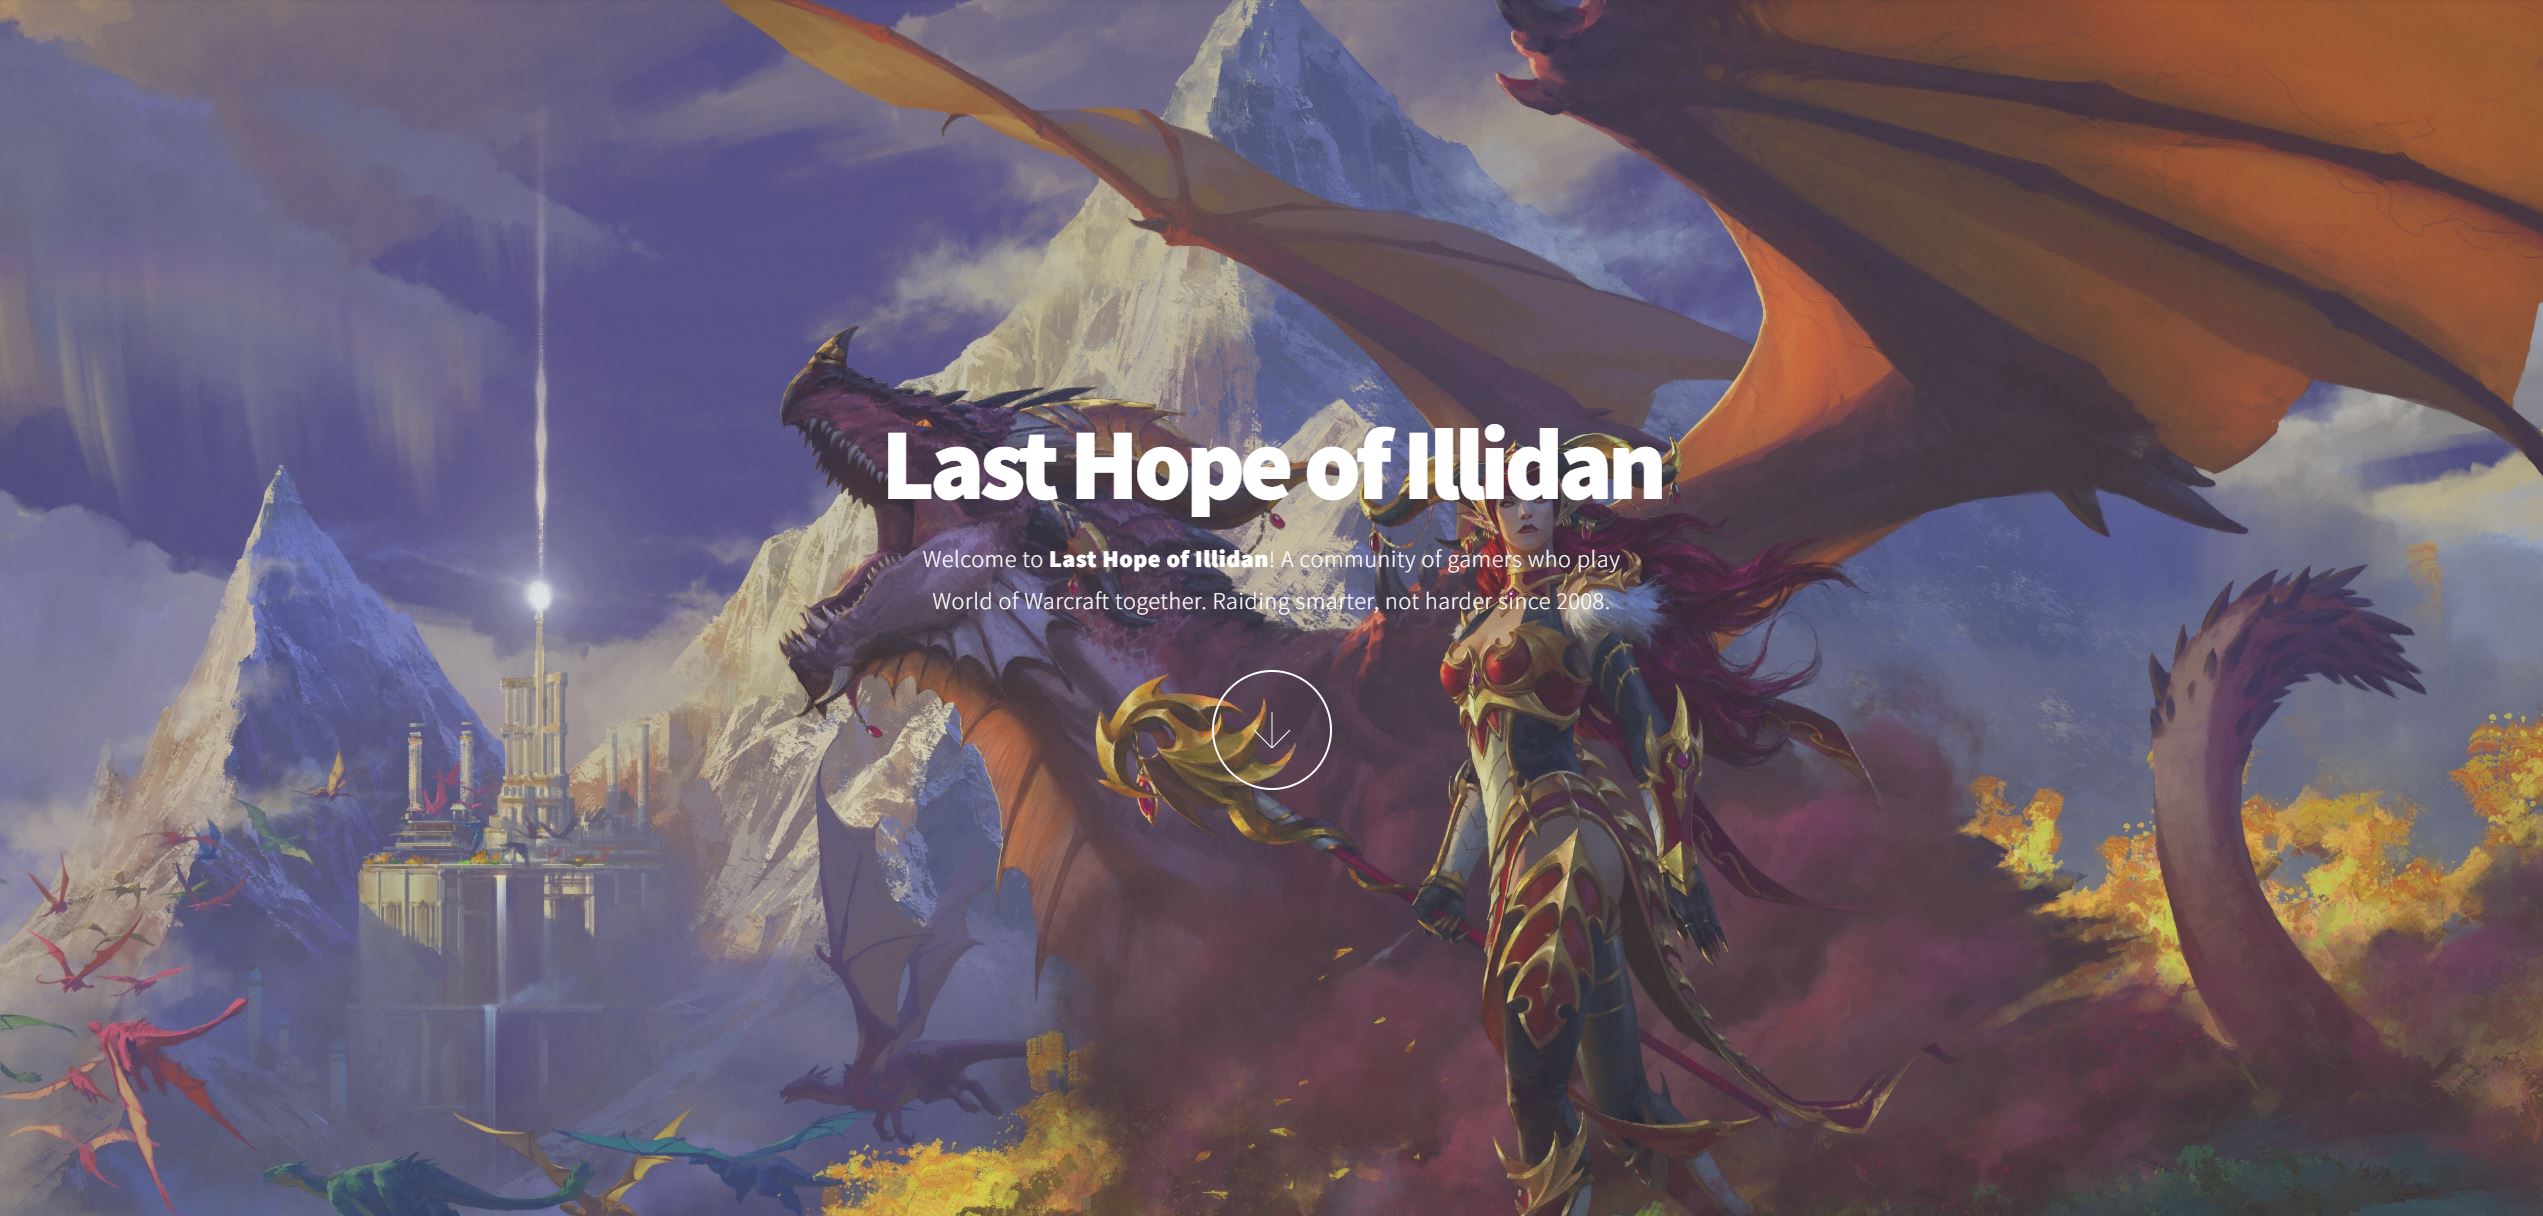 Last Hope of Illidan
Welcome to Last Hope of Illidan! A community of gamers who play
World of Warcraft together. Raiding smarter, not harder since 2008.